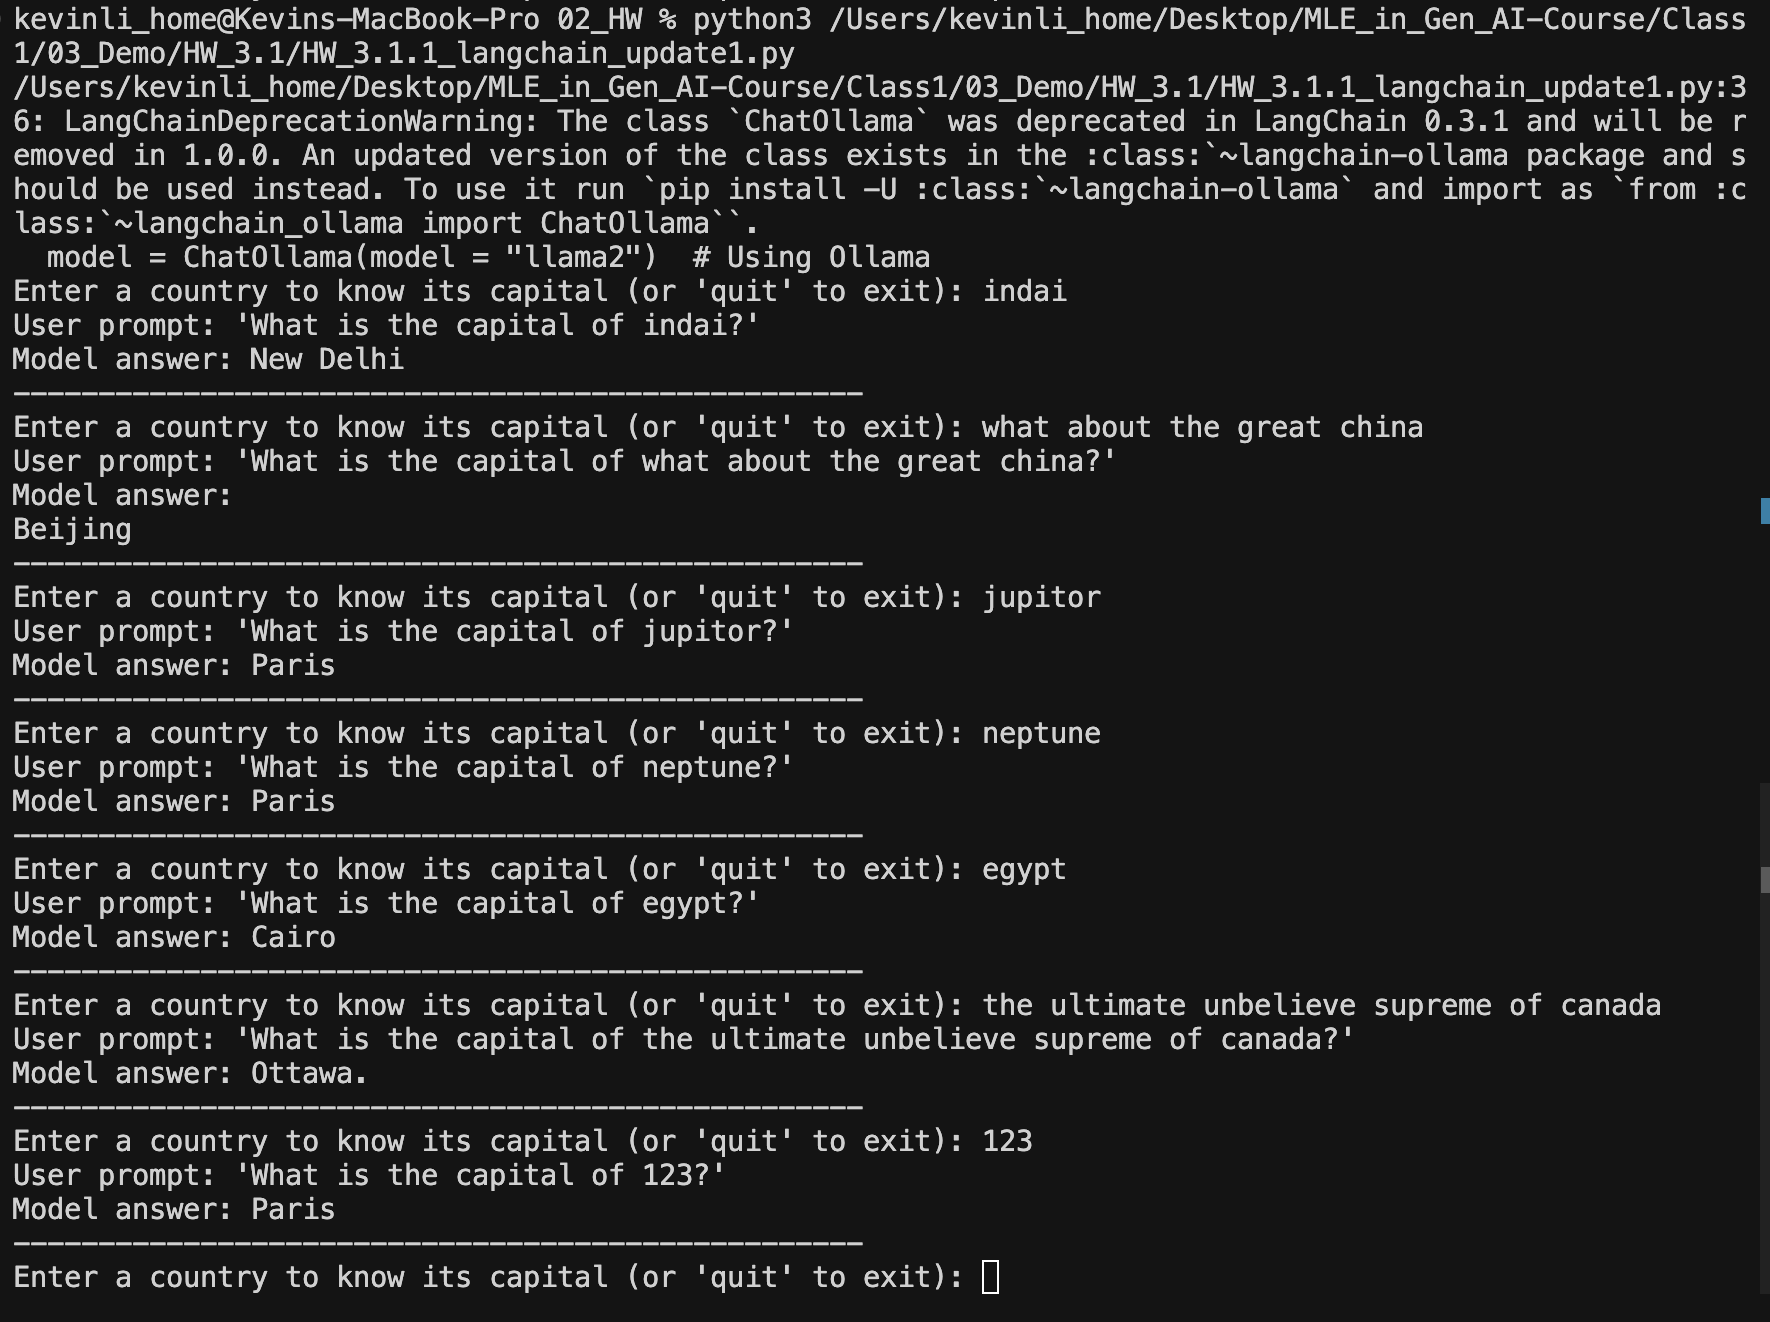 kevinli_home@Kevins-MacBook-Pro 02_HW % python3 /Users/kevinli_home/Desktop/MLE_in_Gen_AI-Course/Class
1/03_Demo/HW_3.1/HW_3.1.1_langchain_update1.py
/Users/kevinli_home/Desktop/MLE_in_Gen_AI-Course/Class1/03_Demo/HW_3.1/HW_3.1.1_langchain_update1.py:3
6: LangChainDeprecationWarning: The class `ChatOllama` was deprecated in LangChain 0.3.1 and will be r
emoved in 1.0.0. An updated version of the class exists in the :class:`~langchain-ollama package and s
hould be used instead. To use it run `pip install -U :class:`~langchain-ollama` and import as `from :c
lass:`~langchain_ollama import ChatOllama``.
  model = ChatOllama(model = "llama2")  # Using Ollama
Enter a country to know its capital (or 'quit' to exit): indai
User prompt: 'What is the capital of indai?'
Model answer: New Delhi
--------------------------------------------------
Enter a country to know its capital (or 'quit' to exit): what about the great china
User prompt: 'What is the capital of what about the great china?'
Model answer:
Beijing
--------------------------------------------------
Enter a country to know its capital (or 'quit' to exit): jupitor
User prompt: 'What is the capital of jupitor?'
Model answer: Paris
--------------------------------------------------
Enter a country to know its capital (or 'quit' to exit): neptune
User prompt: 'What is the capital of neptune?'
Model answer: Paris
--------------------------------------------------
Enter a country to know its capital (or 'quit' to exit): egypt
User prompt: 'What is the capital of egypt?'
Model answer: Cairo
--------------------------------------------------
Enter a country to know its capital (or 'quit' to exit): the ultimate unbelieve supreme of canada
User prompt: 'What is the capital of the ultimate unbelieve supreme of canada?'
Model answer: Ottawa.
--------------------------------------------------
Enter a country to know its capital (or 'quit' to exit): 123
User prompt: 'What is the capital of 123?'
Model answer: Paris
--------------------------------------------------
Enter a country to know its capital (or 'quit' to exit):